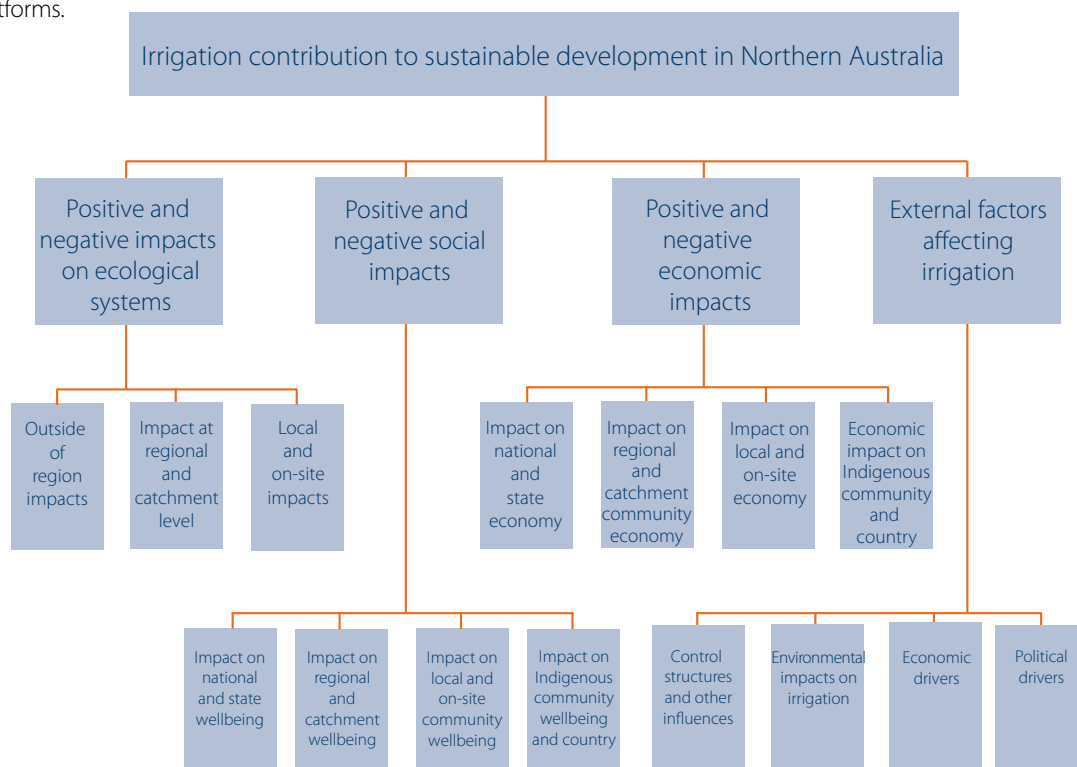 tforms.
Irrigation contribution to sustainable development in Northern Australia
Positive and
negative impacts
on ecological
systems
Positive and
negative social
impacts
Positive and
negative
economic
impacts
External factors
affecting
irrigation
Outside
of
region
impacts
Impact at
regional
and
catchment
level
Local
and
on-site
impacts
Impact on
national
and
state
economy
Impact on
regional
and
catchment
community
economy
Impact on
local and
on-site
economy
Economic
impact on
Indigenous
community
and
country
Impact on
national
and state
wellbeing
Impact on
regional
and
catchment
wellbeing
Impact on
local and
on-site
community
wellbeing
Impact on
Indigenous
community
wellbeing
and country
Control
structures
and other
influences
Environmental
impacts on
irrigation
Economic
drivers
Political
drivers